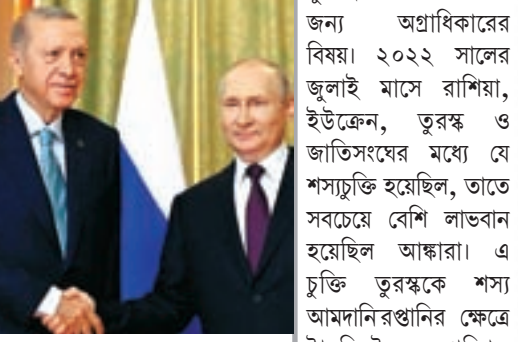 জন্য অগ্রাধিকারের
বিষয়। ২০২২ সালের
জুলাই মাসে রাশিয়া,
ইউক্রেন, তুরস্ক ও
জাতিসংঘের মধ্যে যে
শস্যচুক্তি হয়েছিল, তাতে
সবচেয়ে বেশি লাভবান
হয়েছিল আঙ্কারা। এ
চুক্তি তুরস্ককে শস্য
আমদানিরপ্তানির ক্ষেত্রে